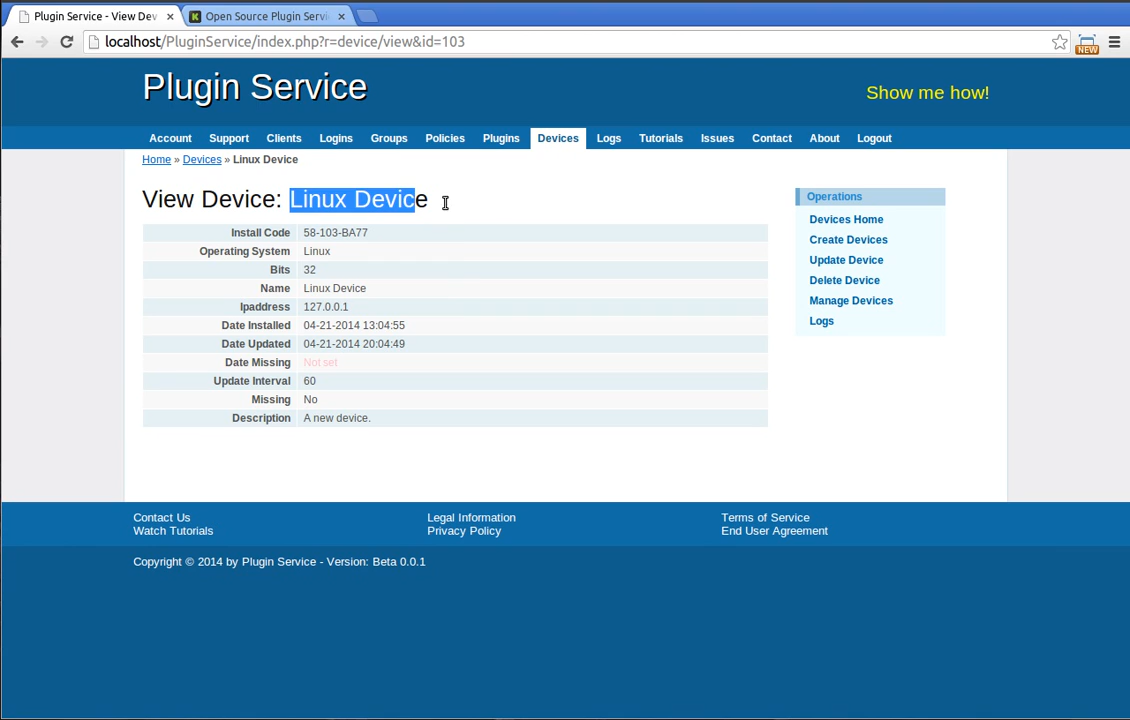 Plugin Service - View Dev
Open Source Plugin Servi
localhost/PluginService/index.php?r=device/view&id=103
NEW
Plugin Service
Show me how!
Account Support Clients Logins Groups Policies Plugins Devices Logs Tutorials Issues Contact About Logout
Home » Devices » Linux Device
View Device: Linux Device
Install Code 58-103-BA77
Operating System Linux
Bits 32
Name Linux Device
Ipaddress 127.0.0.1
Date Installed 04-21-2014 13:04:55
Date Updated 04-21-2014 20:04:49
Date Missing Not set
Update Interval 60
Missing No
Description A new device.
Operations
Devices Home
Create Devices
Update Device
Delete Device
Manage Devices
Logs
Contact Us Legal Information Terms of Service
Watch Tutorials Privacy Policy End User Agreement
Copyright © 2014 by Plugin Service - Version: Beta 0.0.1